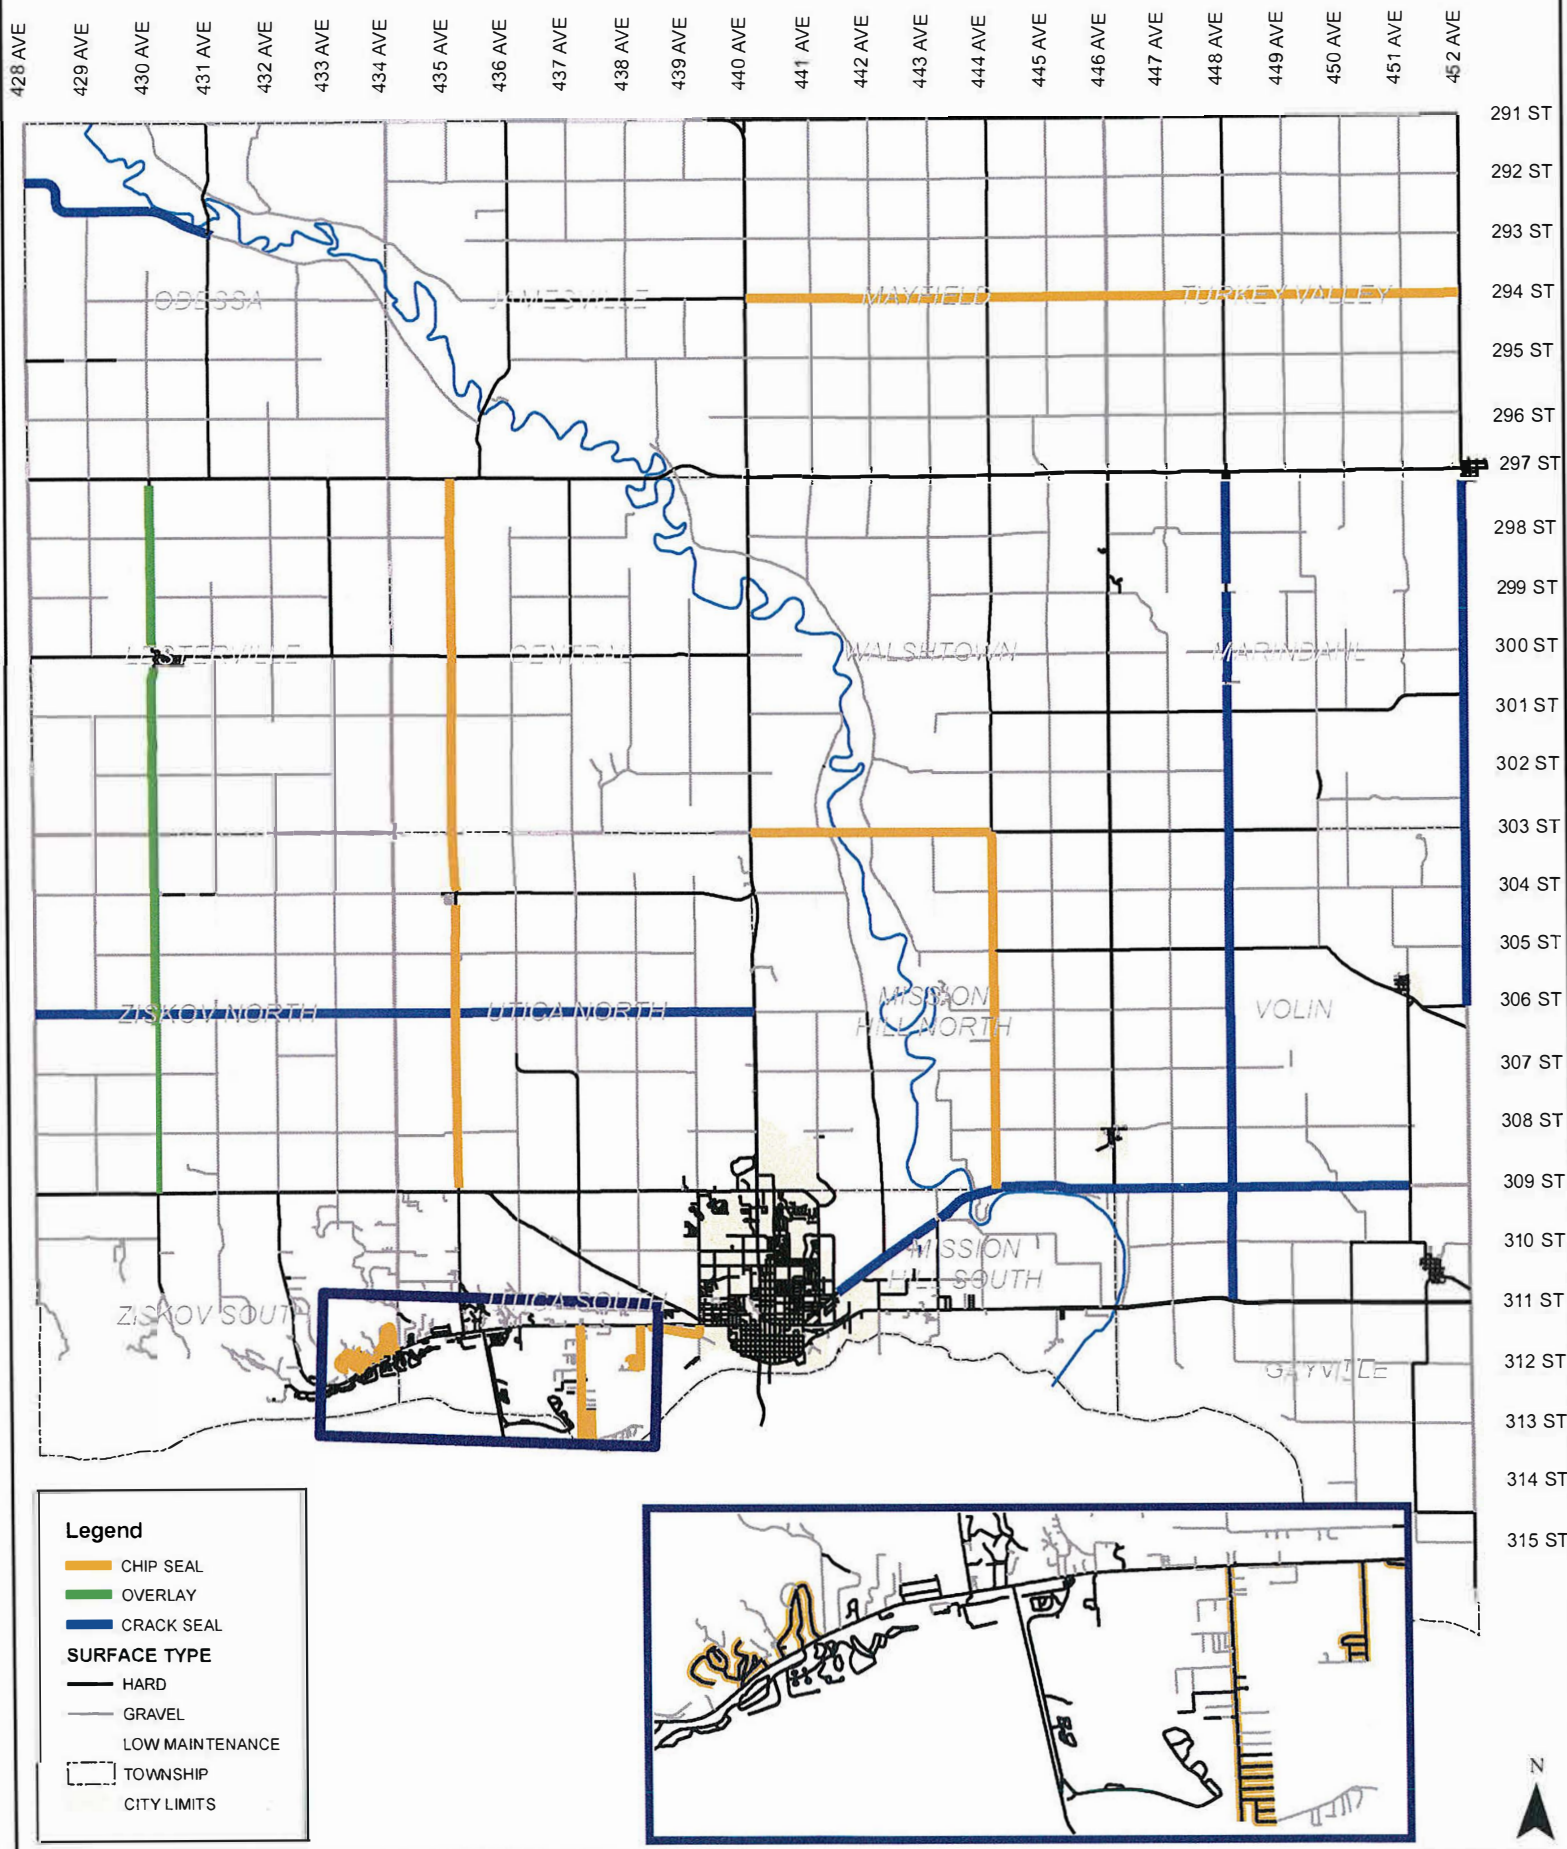 428 AVE
429 AVE
430 AVE
431 AVE
432 AVE
433 AVE
434 AVE
435 AVE
436 AVE
437 AVE
438 AVE
439 AVE
440 AVE
441 AVE
442 AVE
443 AVE
444 AVE
445 AVE
446 AVE
447 AVE
448 AVE
449 AVE
450 AVE
451 AVE
452 AVE
291 ST
292 ST
293 ST
294 ST
295 ST
296 ST
297 ST
298 ST
299 ST
300 ST
301 ST
302 ST
303 ST
304 ST
305 ST
306 ST
307 ST
308 ST
309 ST
310 ST
311 ST
312 ST
313 ST
314 ST
315 ST
ODESSA
JAMESVILLE
MAYFIELD
TURKEY VALLEY
LESTERVILLE
CENTRAL
WALSHTOWN
MARINDAHL
ZISKOV NORTH
UTICA NORTH
MISSION
HILL NORTH
VOLIN
ZISKOV SOUTH
UTICA SOUTH
MISSION
HILL SOUTH
GAYVILLE
Legend
CHIP SEAL
OVERLAY
CRACK SEAL
SURFACE TYPE
HARD
GRAVEL
LOW MAINTENANCE
TOWNSHIP
CITY LIMITS
N